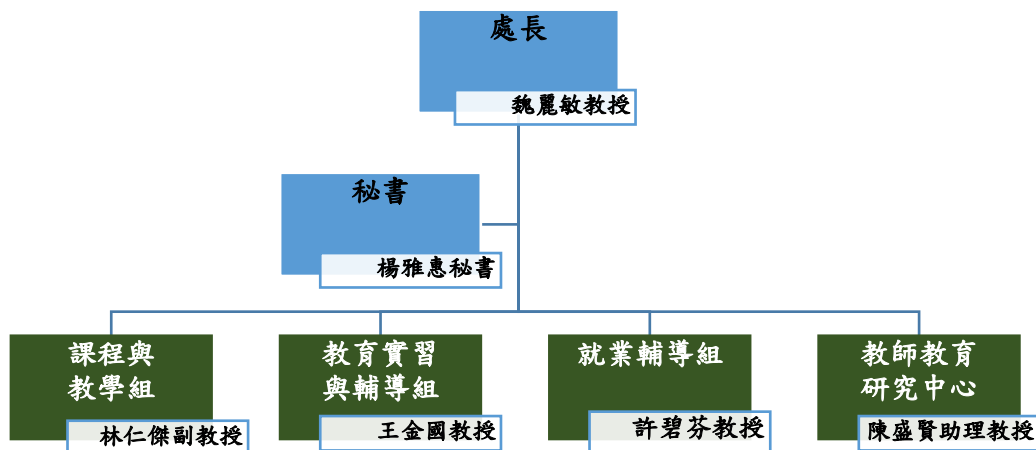 處長
魏麗敏教授
秘書
楊雅惠秘書
課程與
教學組
林仁傑副教授
教育實習
與輔導組
王金國教授
就業輔導組
許碧芬教授
教師教育
研究中心
陳盛賢助理教授